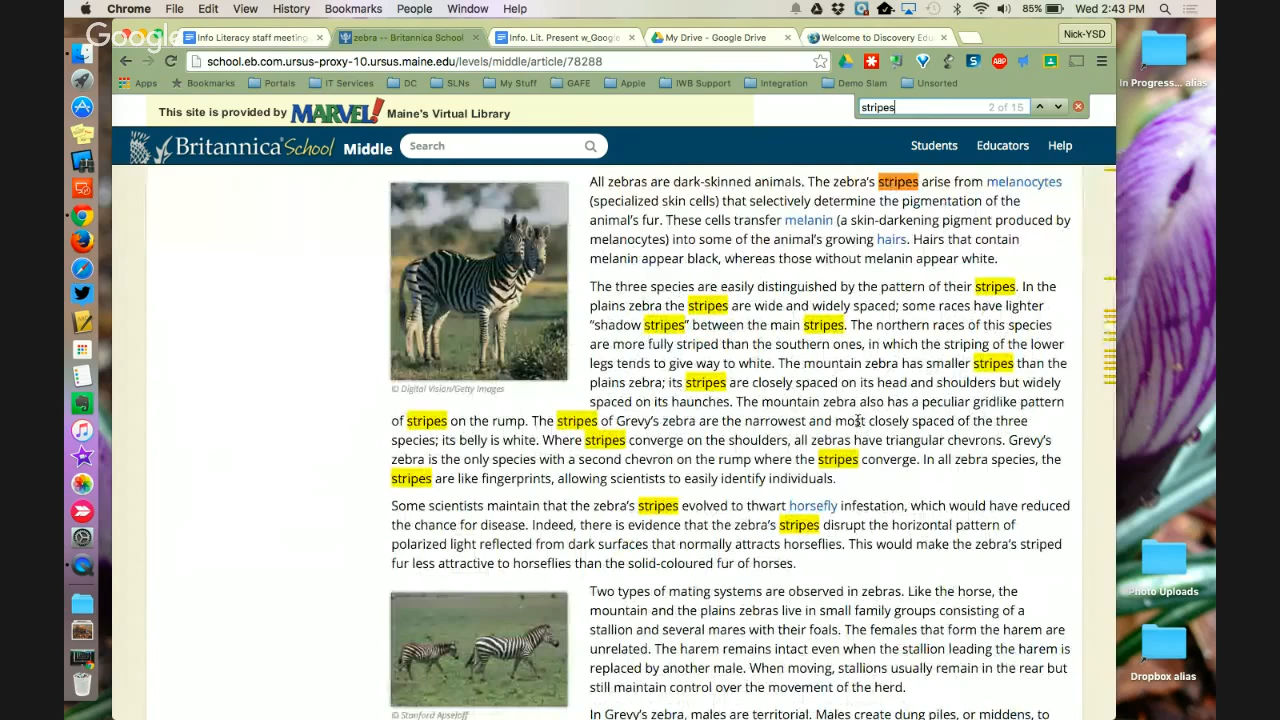 Chrome File Edit View History Bookmarks People Window Help 85% Wed 2:43 PM
Google
Info Literacy staff meeting
zebra -- Britannica School
Info. Lit. Present w_Google
My Drive - Google Drive
Welcome to Discovery Edu
Nick-YSD
school.eb.com.ursus-proxy-10.ursus.maine.edu/levels/middle/article/78288
Apps Bookmarks Portals IT Services DC SLNs My Stuff GAFE Apple IWB Support Integration Demo Slam Unsorted
stripes 2 of 15
This site is provided by MARVEL! Maine's Virtual Library
Britannica School Middle Search Students Educators Help
All zebras are dark-skinned animals. The zebra's stripes arise from melanocytes
(specialized skin cells) that selectively determine the pigmentation of the
animal's fur. These cells transfer melanin (a skin-darkening pigment produced by
melanocytes) into some of the animal's growing hairs. Hairs that contain
melanin appear black, whereas those without melanin appear white.
The three species are easily distinguished by the pattern of their stripes. In the
plains zebra the stripes are wide and widely spaced; some races have lighter
“shadow stripes” between the main stripes. The northern races of this species
are more fully striped than the southern ones, in which the striping of the lower
legs tends to give way to white. The mountain zebra has smaller stripes than the
plains zebra; its stripes are closely spaced on its head and shoulders but widely
© Digital Vision/Getty Images
spaced on its haunches. The mountain zebra also has a peculiar gridlike pattern
of stripes on the rump. The stripes of Grevy's zebra are the narrowest and most closely spaced of the three
species; its belly is white. Where stripes converge on the shoulders, all zebras have triangular chevrons. Grevy's
zebra is the only species with a second chevron on the rump where the stripes converge. In all zebra species, the
stripes are like fingerprints, allowing scientists to easily identify individuals.
Some scientists maintain that the zebra's stripes evolved to thwart horsefly infestation, which would have reduced
the chance for disease. Indeed, there is evidence that the zebra's stripes disrupt the horizontal pattern of
polarized light reflected from dark surfaces that normally attracts horseflies. This would make the zebra's striped
fur less attractive to horseflies than the solid-coloured fur of horses.
Two types of mating systems are observed in zebras. Like the horse, the
mountain and the plains zebras live in small family groups consisting of a
stallion and several mares with their foals. The females that form the harem are
unrelated. The harem remains intact even when the stallion leading the harem is
replaced by another male. When moving, stallions usually remain in the rear but
still maintain control over the movement of the herd.
© Stanford Apseloff
In Grevy's zebra, males are territorial. Males create dung piles, or middens, to
In Progress... alias
Photo Uploads
Dropbox alias